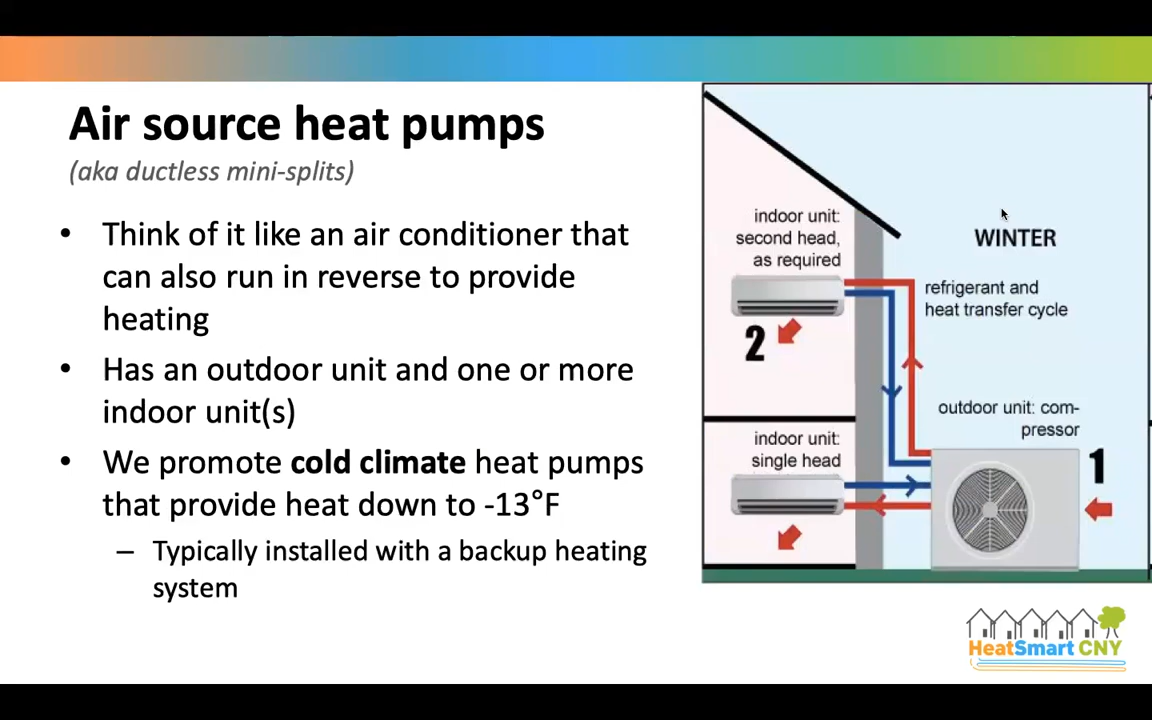 Air source heat pumps
(aka ductless mini-splits)
• Think of it like an air conditioner that
can also run in reverse to provide
heating
• Has an outdoor unit and one or more
indoor unit(s)
• We promote cold climate heat pumps
that provide heat down to -13°F
– Typically installed with a backup heating
system
indoor unit:
second head,
as required
2
WINTER
refrigerant and
heat transfer cycle
outdoor unit: com-
pressor
1
indoor unit:
single head
HeatSmart CNY